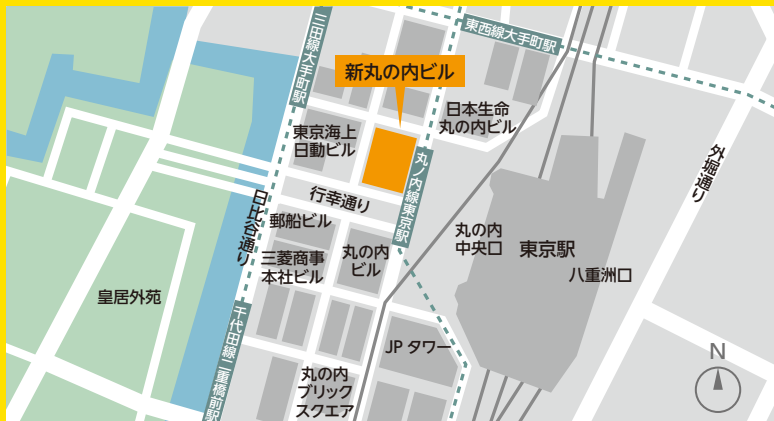 東西線大手町駅
三田線大手町駅
新丸の内ビル
日本生命
丸の内ビル
東京海上
日動ビル
外堀通り
丸ノ内線東京駅
行幸通り
日比谷通り
郵船ビル
丸の内
中央口
東京駅
三菱商事
本社ビル
丸の内
ビル
八重洲口
皇居外苑
千代田線二重橋前駅
JPタワー
N
丸の内
ブリック
スクエア